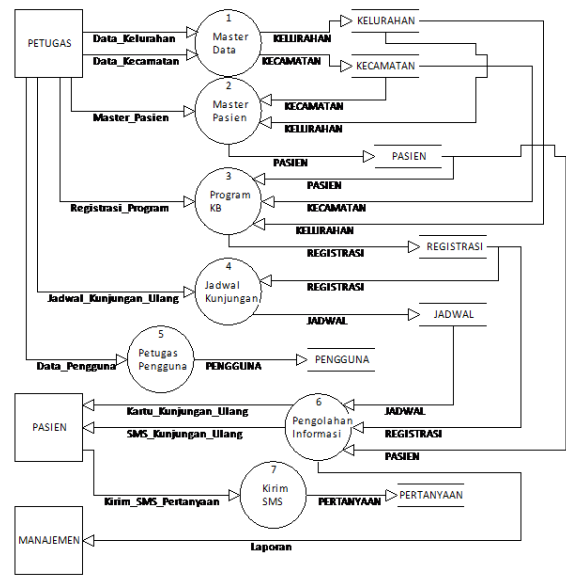 PETUGAS
Data_Kelurahan
Data_Kecamatan
1
Master
Data
KELURAHAN
KELURAHAN
KECAMATAN
KECAMATAN
2
Master
Pasien
Master_Pasien
KECAMATAN
KELURAHAN
PASIEN
PASIEN
3
Program
KB
PASIEN
KECAMATAN
KELURAHAN
Registrasi_Program
REGISTRASI
REGISTRASI
4
Jadwal
Kunjungan
REGISTRASI
Jadwal_Kunjungan_Ulang
JADWAL
JADWAL
5
Petugas
Pengguna
Data_Pengguna
PENGGUNA
PENGGUNA
PASIEN
Kartu_Kunjungan_Ulang
SMS_Kunjungan_Ulang
6
Pengolahan
Informasi
JADWAL
REGISTRASI
PASIEN
7
Kirim
SMS
Kirim_SMS_Pertanyaan
PERTANYAAN
PERTANYAAN
MANAJEMEN
Laporan